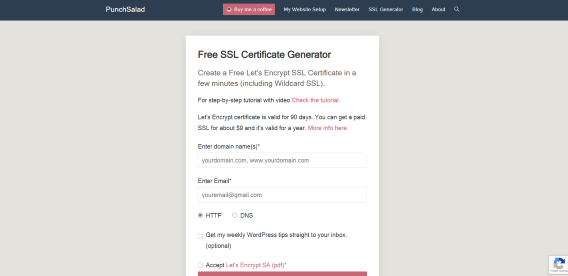 PunchSalad
Buy me a coffee
My Website Setup
Newsletter
SSL Generator
Blog
About
Free SSL Certificate Generator
Create a Free Let's Encrypt SSL Certificate in a
few minutes (including Wildcard SSL).
For step-by-step tutorial with video Check the tutorial.
Let's Encrypt certificate is valid for 90 days. You can get a paid
SSL for about $9 and it's valid for a year. More info here.
Enter domain name(s)*
yourdomain.com, www.yourdomain.com
Enter Email*
youremail@gmail.com
HTTP
DNS
Get my weekly WordPress tips straight to your inbox.
(optional)
Accept Let's Encrypt SA (pdf)*